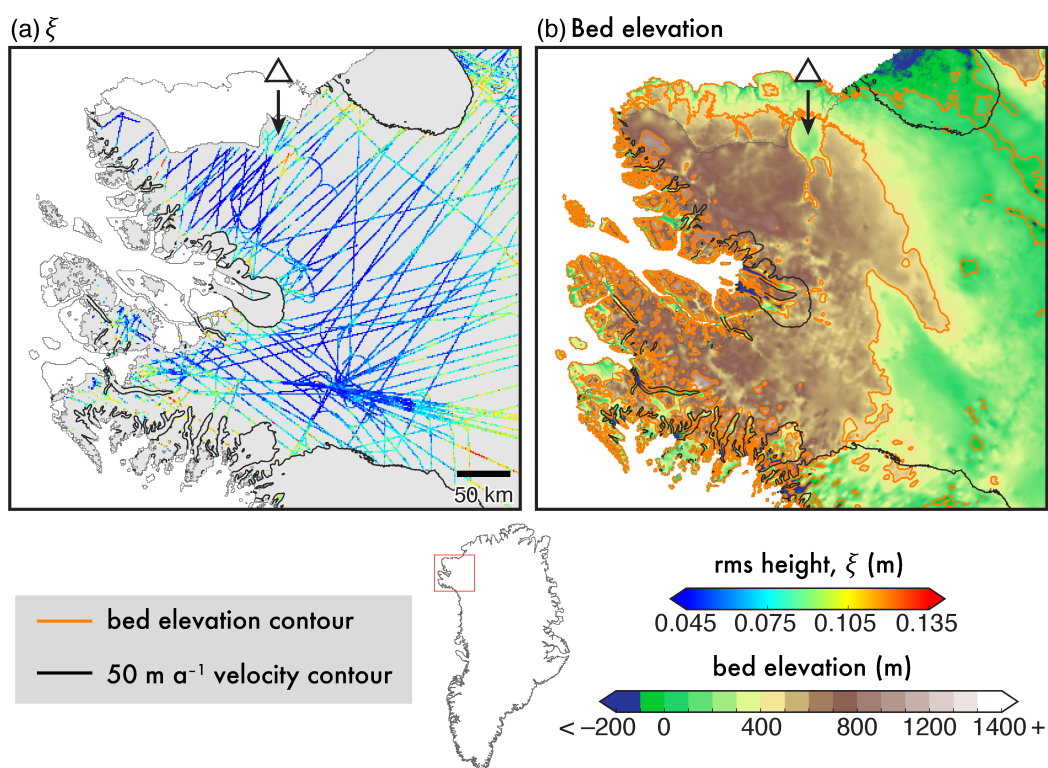 (a) ξ
(b) Bed elevation
50 km
rms height, ξ (m)
0.045 0.075 0.105 0.135
bed elevation contour
50 m a⁻¹ velocity contour
bed elevation (m)
< −200 0 400 800 1200 1400 +